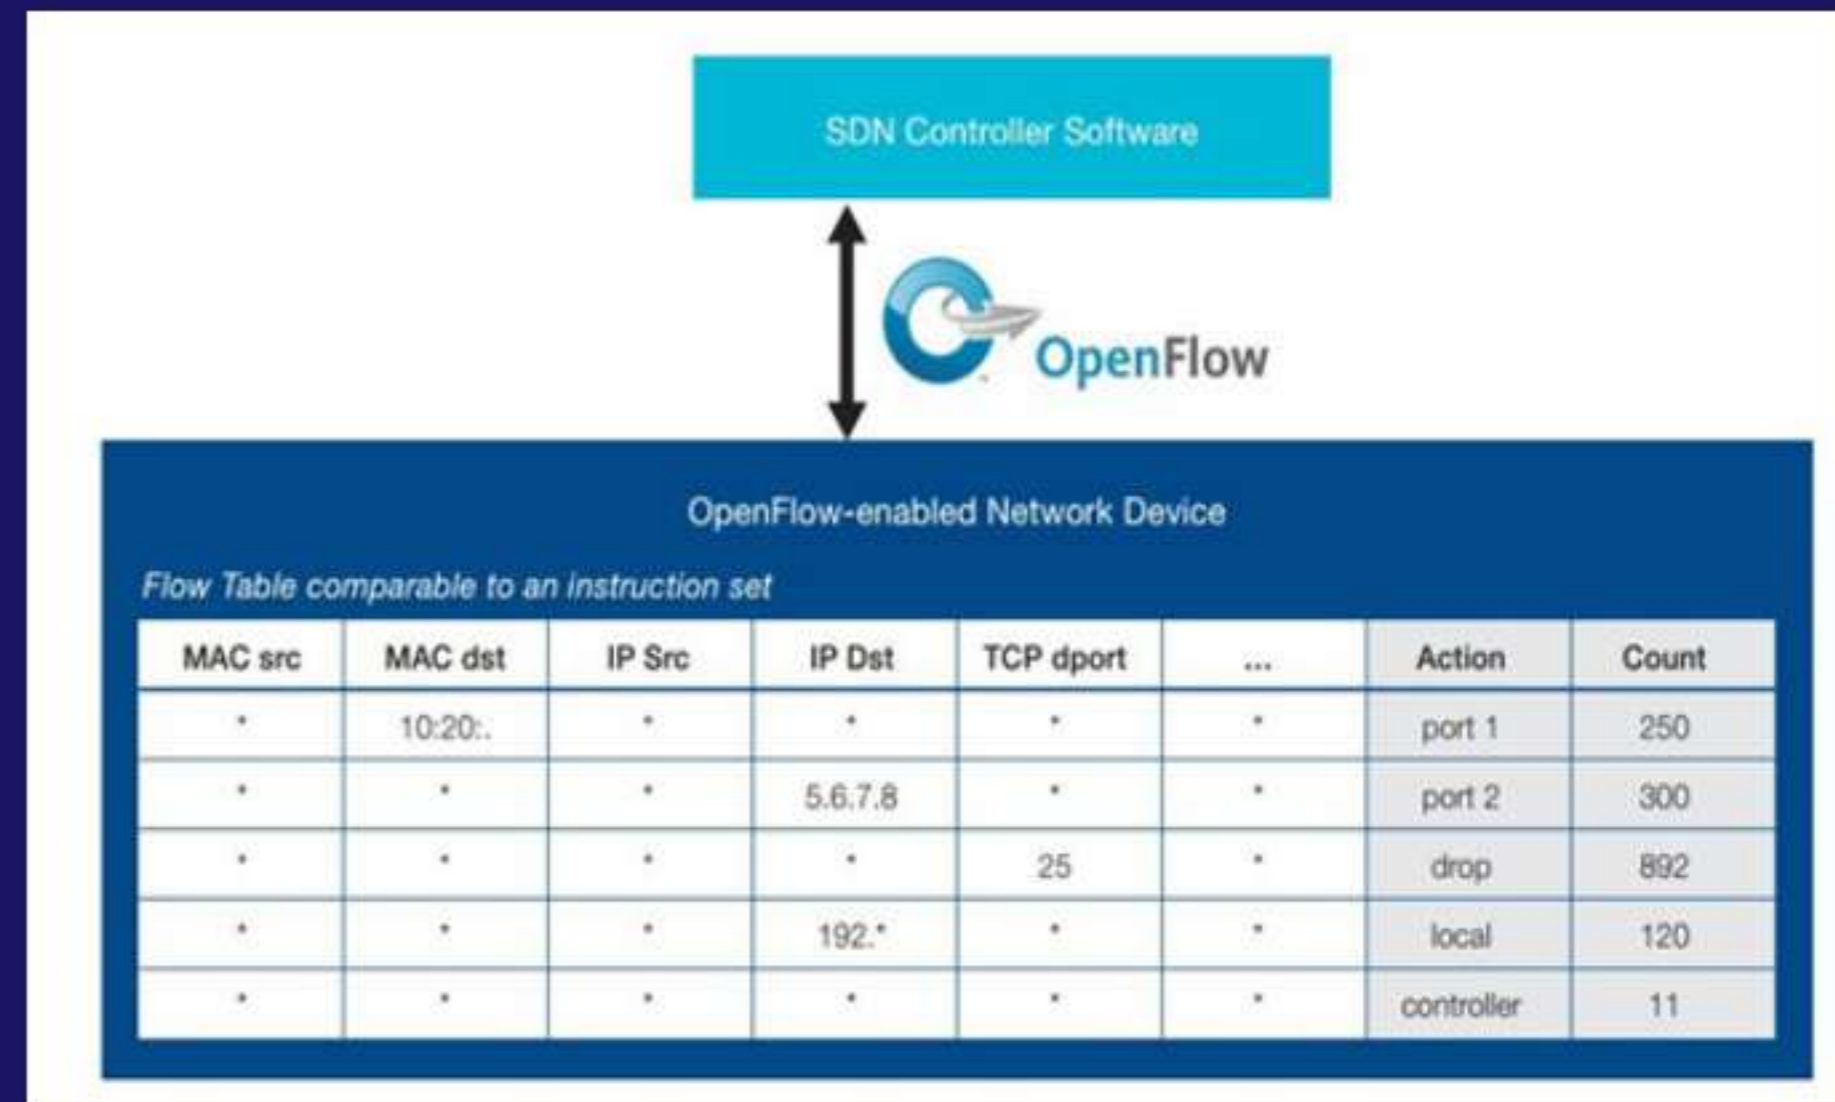 SDN Controller Software
OpenFlow
OpenFlow-enabled Network Device
Flow Table comparable to an instruction set
MAC src MAC dst IP Src IP Dst TCP dport ... Action Count
* 10:20:. * * * * port 1 250
* * * 5.6.7.8 * * port 2 300
* * * * 25 * drop 892
* * * 192.* * * local 120
* * * * * * controller 11